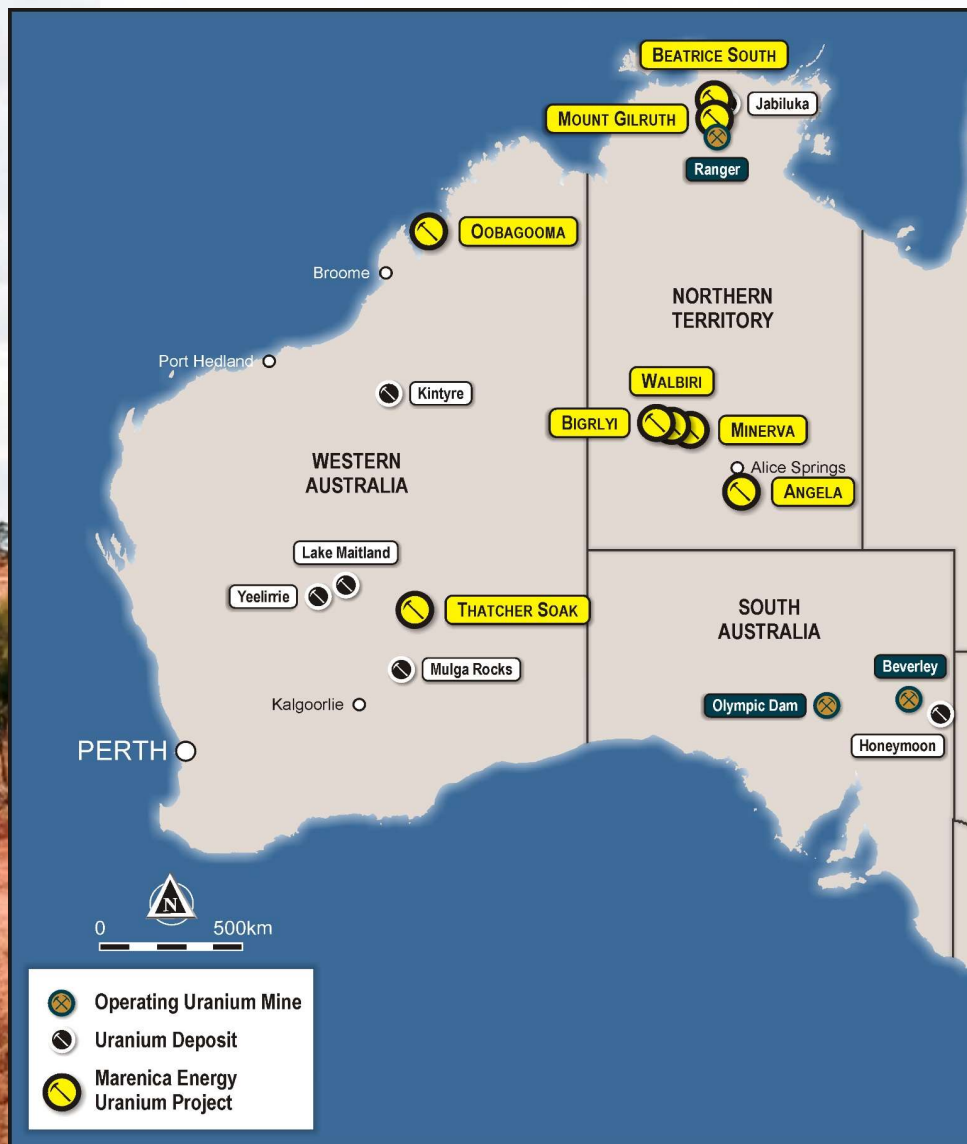 BEATRICE SOUTH
Jabiluka
MOUNT GILRUTH
Ranger
OOBAGOOMA
Broome
NORTHERN
TERRITORY
Port Hedland
Kintyre
WALBIRI
BIGRLYI
MINERVA
WESTERN
AUSTRALIA
Alice Springs
ANGELA
Lake Maitland
Yeelirrie
THATCHER SOAK
SOUTH
AUSTRALIA
Mulga Rocks
Beverley
Kalgoorlie
Olympic Dam
Honeymoon
PERTH
N
0 500km
Operating Uranium Mine
Uranium Deposit
Marenica Energy
Uranium Project